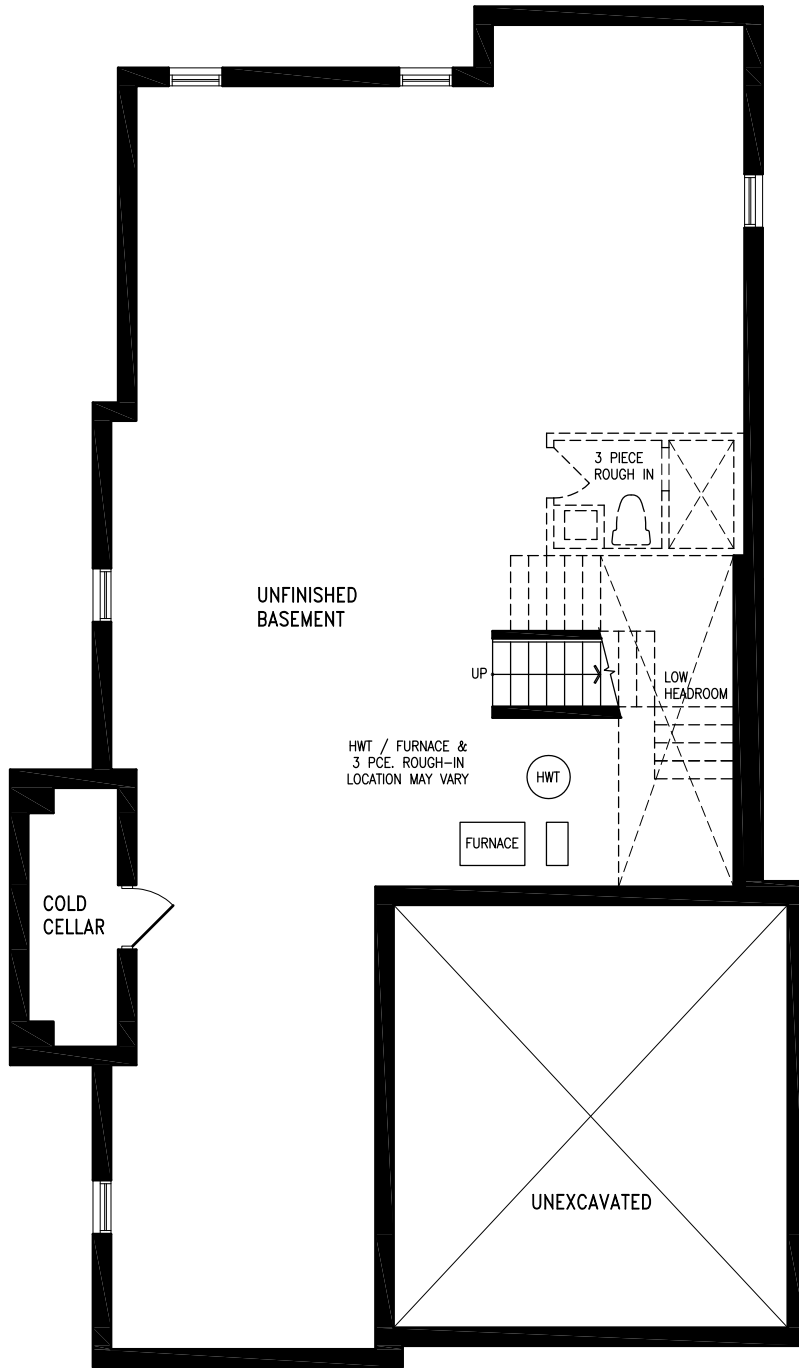 3 PIECE
ROUGH IN
UNFINISHED
BASEMENT
UP
LOW
HEADROOM
HWT / FURNACE &
3 PCE. ROUGH-IN
LOCATION MAY VARY
HWT
FURNACE
COLD
CELLAR
UNEXCAVATED